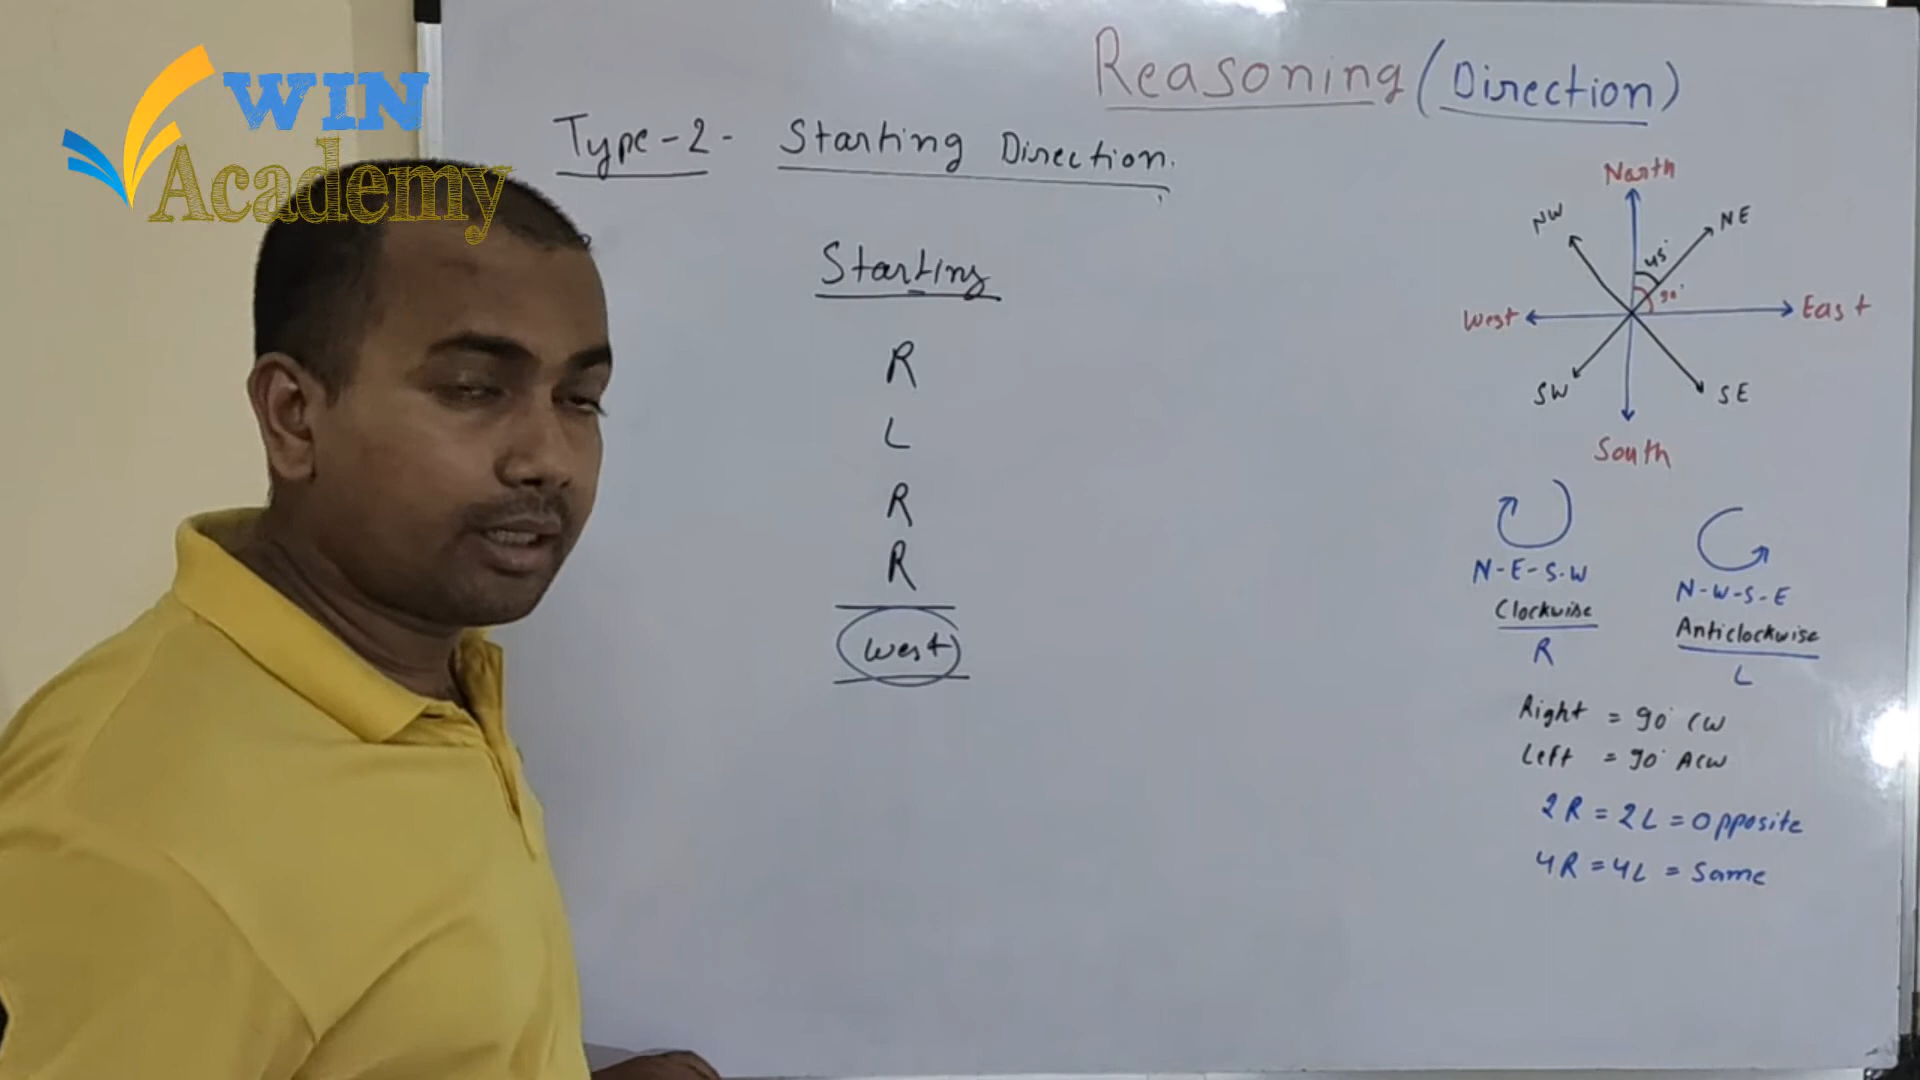 WIN
Academy
Reasoning (Direction)
Type-2- Starting Direction.
Starting
R
L
R
R
West
North
NW
NE
45°
90°
West
East
SW
SE
South
N-E-S-W
Clockwise
R
N-W-S-E
Anticlockwise
L
Right = 90° CW
Left = 90° ACW
2R = 2L = Opposite
4R = 4L = Same